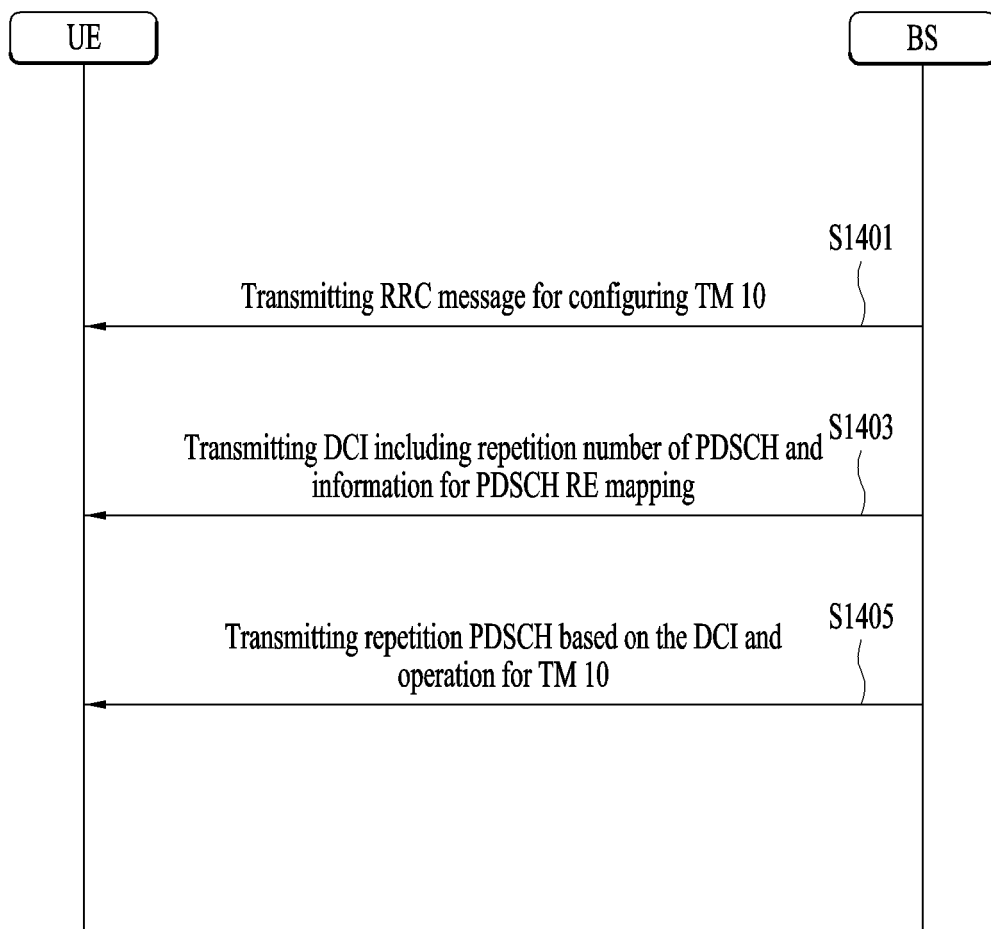 UE
BS
S1401
Transmitting RRC message for configuring TM 10
S1403
Transmitting DCI including repetition number of PDSCH and
information for PDSCH RE mapping
S1405
Transmitting repetition PDSCH based on the DCI and
operation for TM 10